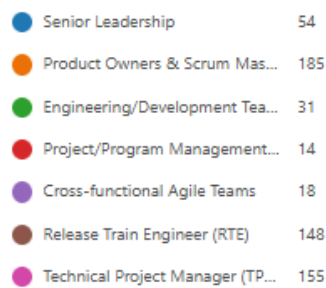 Senior Leadership 54
Product Owners & Scrum Mas... 185
Engineering/Development Tea... 31
Project/Program Management... 14
Cross-functional Agile Teams 18
Release Train Engineer (RTE) 148
Technical Project Manager (TP... 155